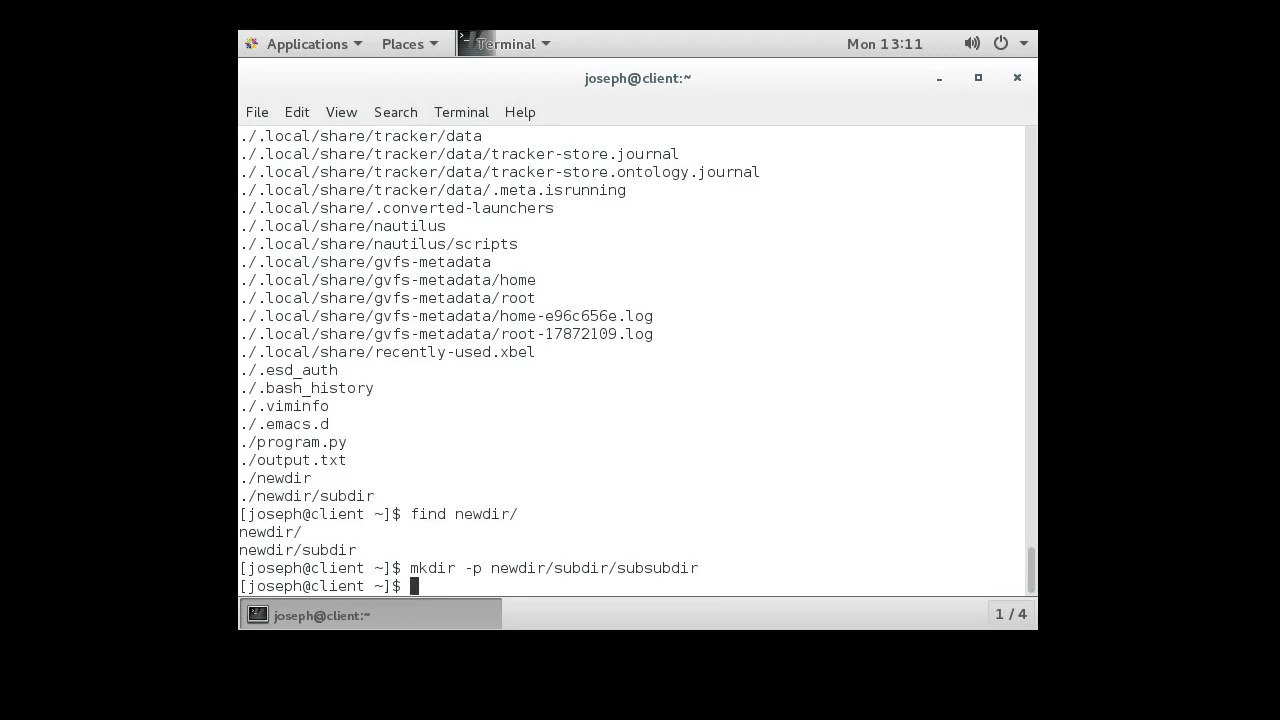 Applications Places Terminal Mon 13:11
joseph@client:~
File Edit View Search Terminal Help
./.local/share/tracker/data
./.local/share/tracker/data/tracker-store.journal
./.local/share/tracker/data/tracker-store.ontology.journal
./.local/share/tracker/data/.meta.isrunning
./.local/share/.converted-launchers
./.local/share/nautilus
./.local/share/nautilus/scripts
./.local/share/gvfs-metadata
./.local/share/gvfs-metadata/home
./.local/share/gvfs-metadata/root
./.local/share/gvfs-metadata/home-e96c656e.log
./.local/share/gvfs-metadata/root-17872109.log
./.local/share/recently-used.xbel
./.esd_auth
./.bash_history
./.viminfo
./.emacs.d
./program.py
./output.txt
./newdir
./newdir/subdir
[joseph@client ~]$ find newdir/
newdir/
newdir/subdir
[joseph@client ~]$ mkdir -p newdir/subdir/subsubdir
[joseph@client ~]$
joseph@client:~ 1 / 4